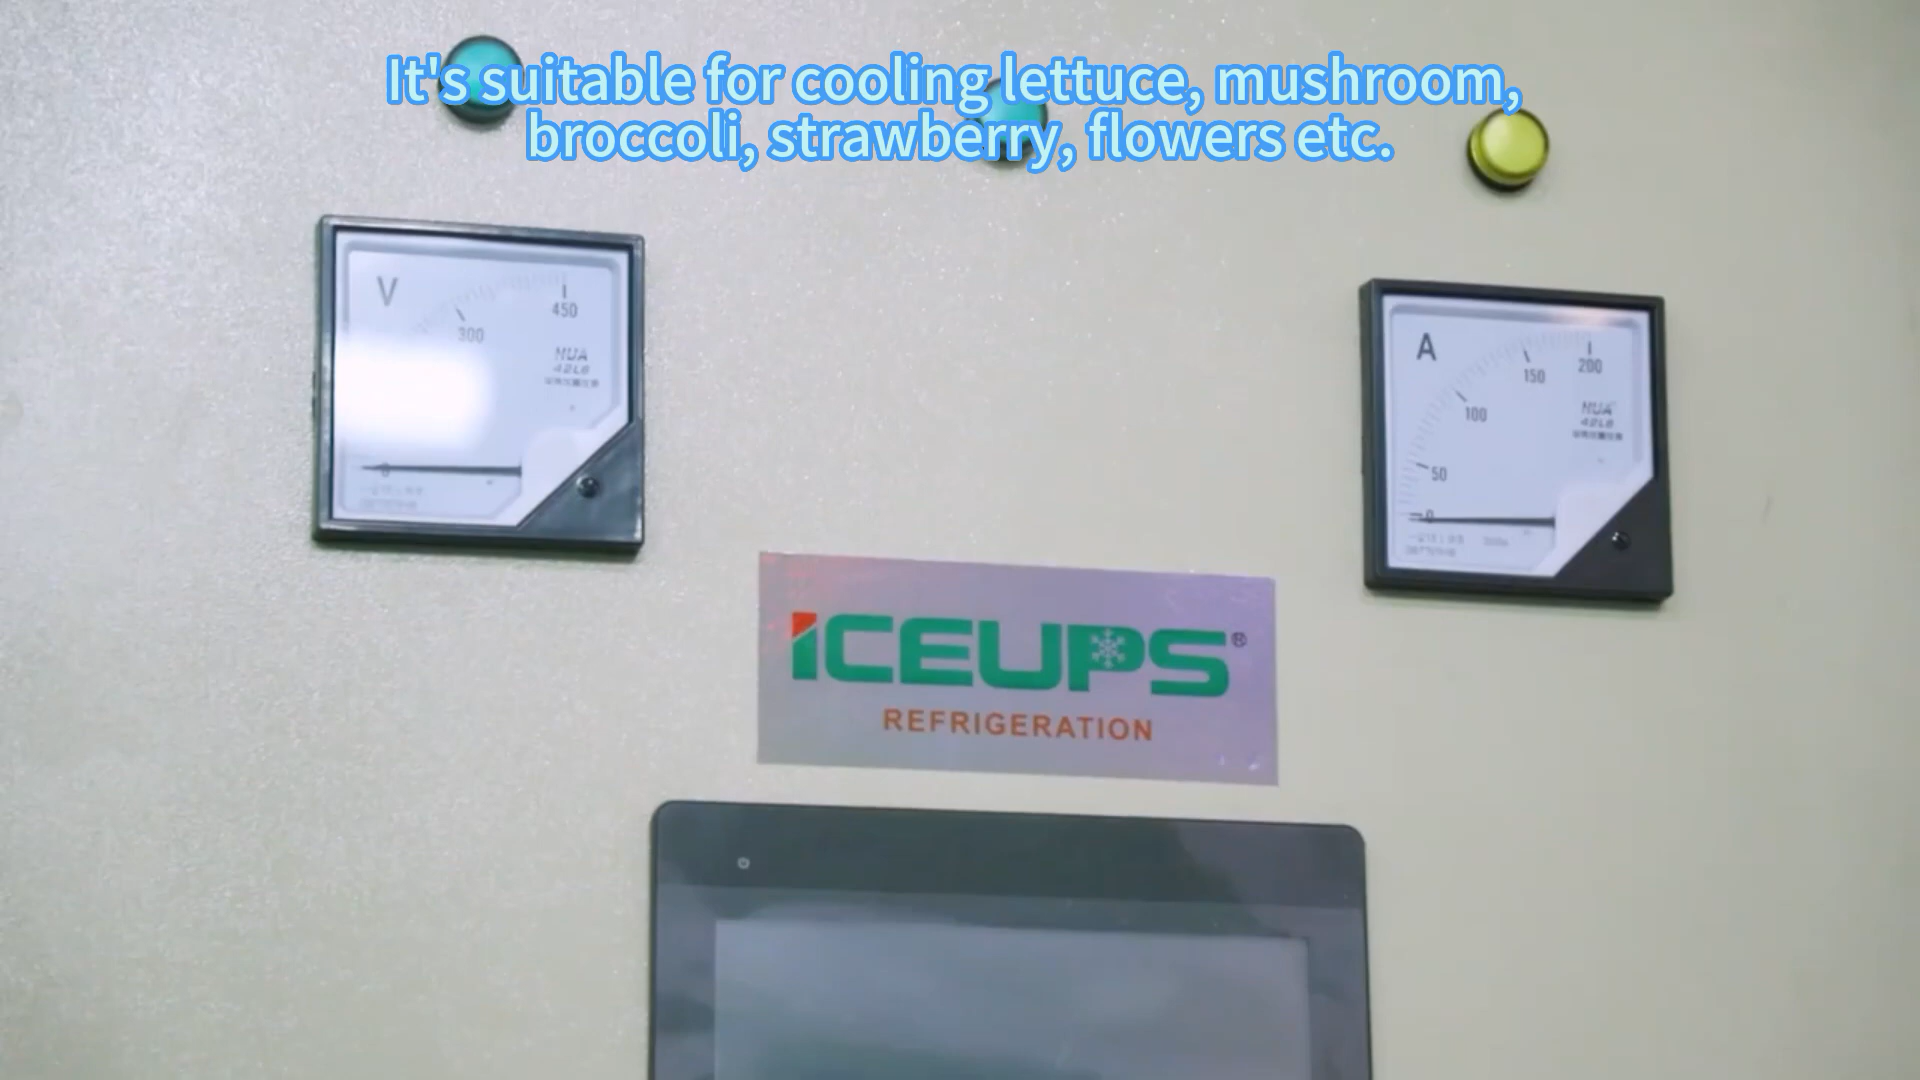 It's suitable for cooling lettuce, mushroom,
broccoli, strawberry, flowers etc.
V
300
450
HUA
42L6
0
A
200
150
100
HUA
42L6
50
0
ICEUPS®
REFRIGERATION